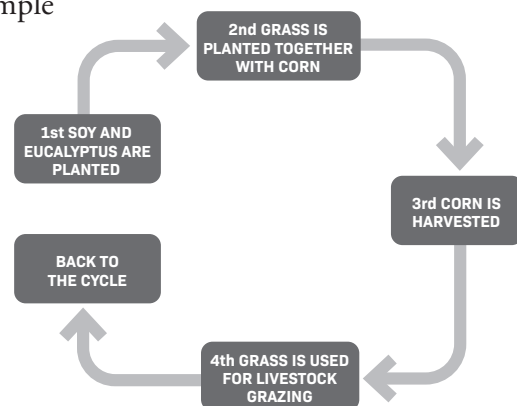 1st SOY AND
EUCALYPTUS ARE
PLANTED
2nd GRASS IS
PLANTED TOGETHER
WITH CORN
3rd CORN IS
HARVESTED
4th GRASS IS USED
FOR LIVESTOCK
GRAZING
BACK TO
THE CYCLE